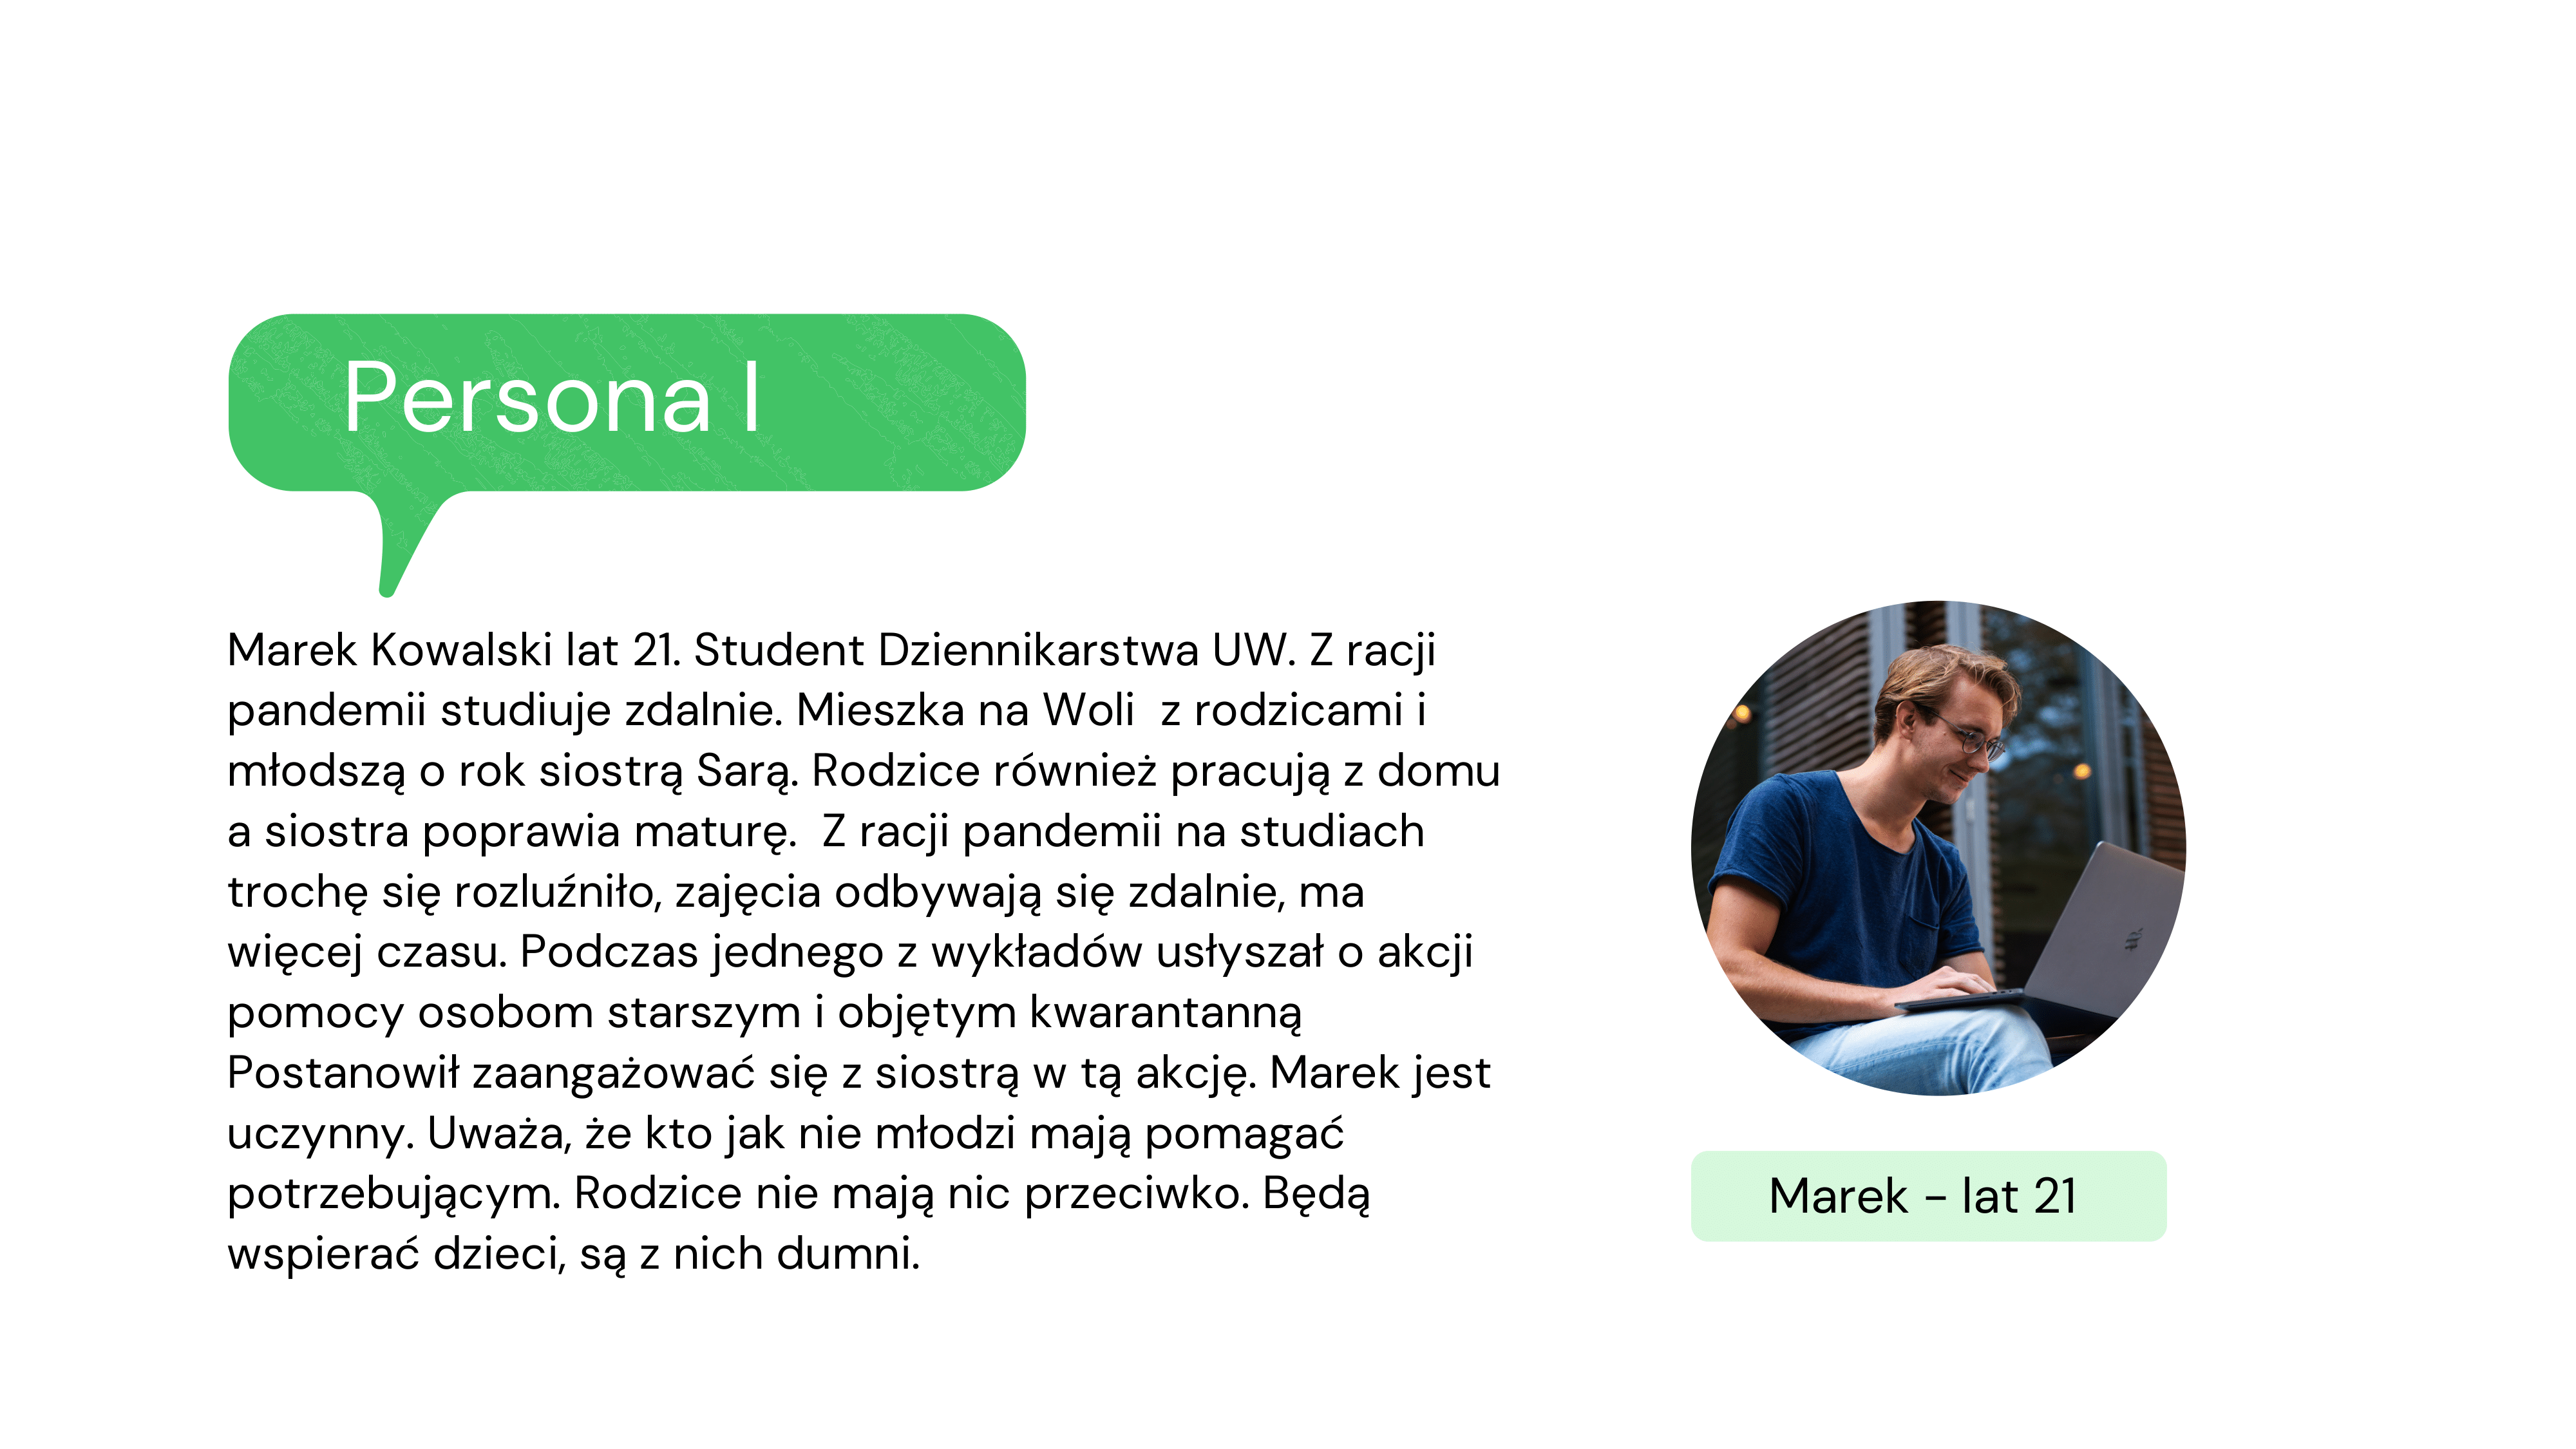 Persona I
Marek Kowalski lat 21. Student Dziennikarstwa UW. Z racji
pandemii studiuje zdalnie. Mieszka na Woli  z rodzicami i
młodszą o rok siostrą Sarą. Rodzice również pracują z domu
a siostra poprawia maturę.  Z racji pandemii na studiach
trochę się rozluźniło, zajęcia odbywają się zdalnie, ma
więcej czasu. Podczas jednego z wykładów usłyszał o akcji
pomocy osobom starszym i objętym kwarantanną
Postanowił zaangażować się z siostrą w tą akcję. Marek jest
uczynny. Uważa, że kto jak nie młodzi mają pomagać
potrzebującym. Rodzice nie mają nic przeciwko. Będą
wspierać dzieci, są z nich dumni.
Marek - lat 21